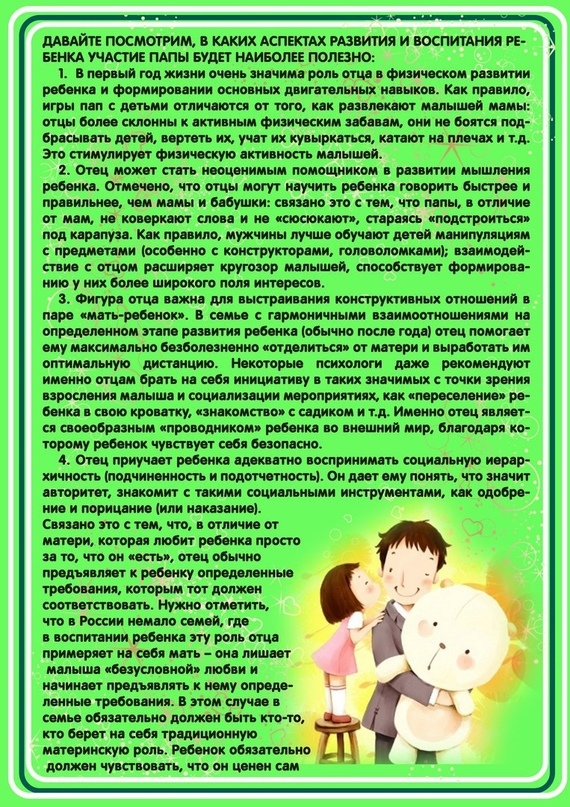 ДАВАЙТЕ ПОСМОТРИМ, В КАКИХ АСПЕКТАХ РАЗВИТИЯ И ВОСПИТАНИЯ РЕ-
БЕНКА УЧАСТИЕ ПАПЫ БУДЕТ НАИБОЛЕЕ ПОЛЕЗНО:
1. В первый год жизни очень значима роль отца в физическом развитии
ребенка и формировании основных двигательных навыков. Как правило,
игры пап с детьми отличаются от того, как развлекают малышей мамы:
отцы более склонны к активным физическим забавам, они не боятся под-
брасывать детей, вертеть их, учат их кувыркаться, катают на плечах и т.д.
Это стимулирует физическую активность малышей.
2. Отец может стать неоценимым помощником в развитии мышления
ребенка. Отмечено, что отцы могут научить ребенка говорить быстрее и
правильнее, чем мамы и бабушки: связано это с тем, что папы, в отличие
от мам, не коверкают слова и не «сюсюкают», стараясь «подстроиться»
под карапуза. Как правило, мужчины лучше обучают детей манипуляциям
с предметами (особенно с конструкторами, головоломками); взаимодей-
ствие с отцом расширяет кругозор малышей, способствует формирова-
нию у них более широкого поля интересов.
3. Фигура отца важна для выстраивания конструктивных отношений в
паре «мать-ребенок». В семье с гармоничными взаимоотношениями на
определенном этапе развития ребенка (обычно после года) отец помогает
ему максимально безболезненно «отделиться» от матери и выработать им
оптимальную дистанцию. Некоторые психологи даже рекомендуют
именно отцам брать на себя инициативу в таких значимых с точки зрения
взросления малыша и социализации мероприятиях, как «переселение» ре-
бенка в свою кроватку, «знакомство» с садиком и т.д. Именно отец являет-
ся своеобразным «проводником» ребенка во внешний мир, благодаря ко-
торому ребенок чувствует себя безопасно.
4. Отец приучает ребенка адекватно воспринимать социальную иерар-
хичность (подчиненность и подотчетность). Он дает ему понять, что значит
авторитет, знакомит с такими социальными инструментами, как одобре-
ние и порицание (или наказание).
Связано это с тем, что, в отличие от
матери, которая любит ребенка просто
за то, что он «есть», отец обычно
предъявляет к ребенку определенные
требования, которым тот должен
соответствовать. Нужно отметить,
что в России немало семей, где
в воспитании ребенка эту роль отца
примеряет на себя мать – она лишает
малыша «безусловной» любви и
начинает предъявлять к нему опреде-
ленные требования. В этом случае в
семье обязательно должен быть кто-то,
кто берет на себя традиционную
материнскую роль. Ребенок обязательно
должен чувствовать, что он ценен сам